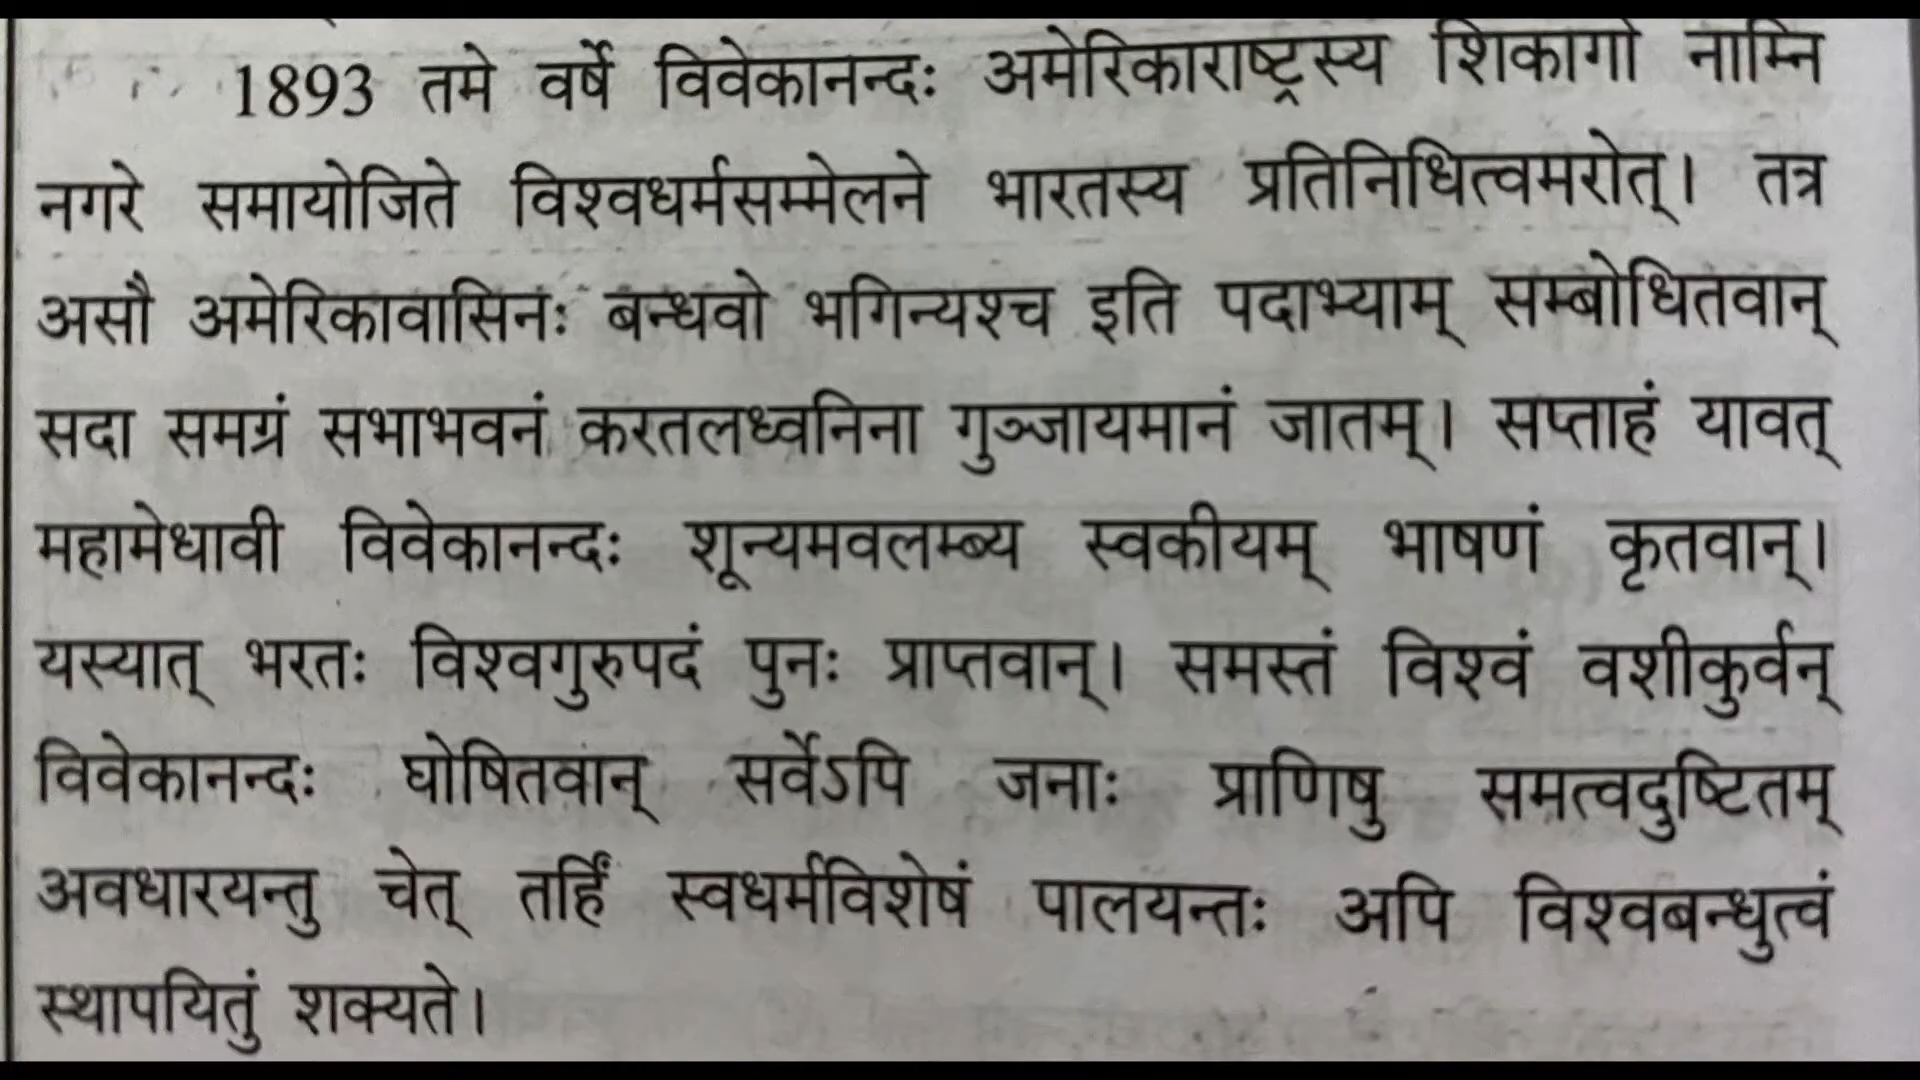 1893 तमे वर्षे विवेकानन्दः अमेरिकाराष्ट्रस्य शिकागो नाम्नि
नगरे समायोजिते विश्वधर्मसम्मेलने भारतस्य प्रतिनिधित्वमरोत्। तत्र
असौ अमेरिकावासिनः बन्धवो भगिन्यश्च इति पदाभ्याम् सम्बोधितवान्
सदा समग्रं सभाभवनं करतलध्वनिना गुञ्जायमानं जातम्। सप्ताहं यावत्
महामेधावी विवेकानन्दः शून्यमवलम्ब्य स्वकीयम् भाषणं कृतवान्।
यस्यात् भरतः विश्वगुरुपदं पुनः प्राप्तवान्। समस्तं विश्वं वशीकुर्वन्
विवेकानन्दः घोषितवान् सर्वेऽपि जनाः प्राणिषु समत्वदुष्टितम्
अवधारयन्तु चेत् तर्हि स्वधर्मविशेषं पालयन्तः अपि विश्वबन्धुत्वं
स्थापयितुं शक्यते।